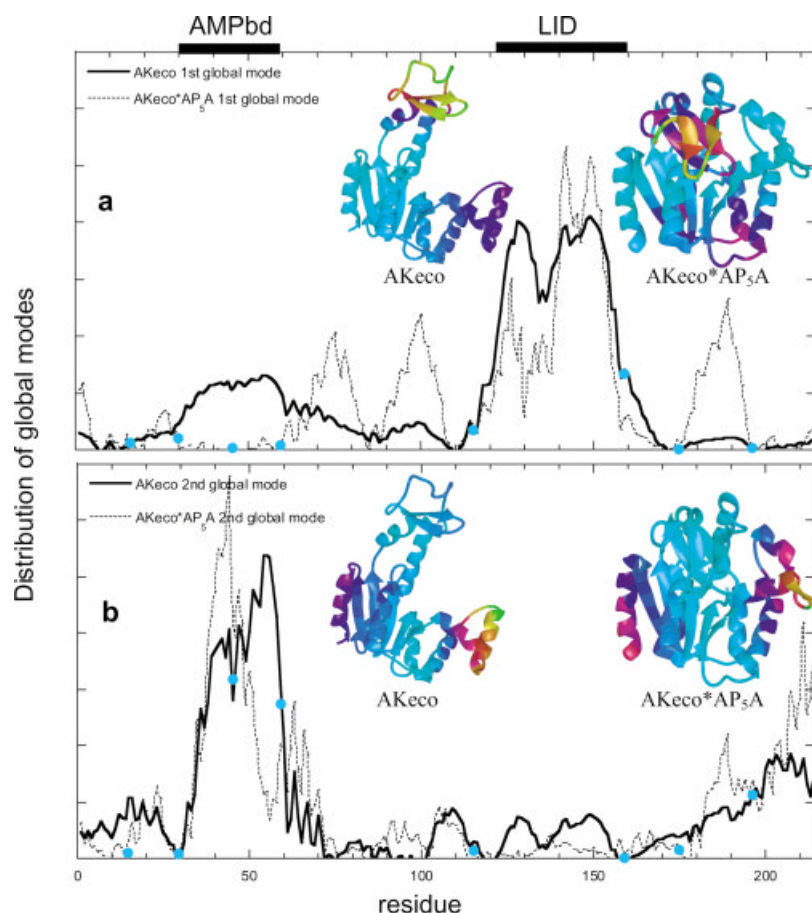 AMPbd LID
AKeco 1st global mode
AKeco*AP5A 1st global mode
a
AKeco
AKeco*AP5A
Distribution of global modes
AKeco 2nd global mode
AKeco*AP5A 2nd global mode
b
AKeco
AKeco*AP5A
0 50 100 150 200
residue